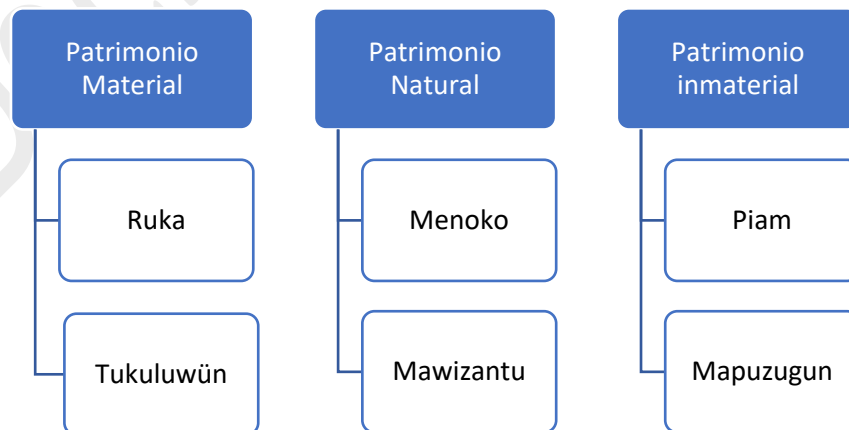 Patrimonio
Material
Patrimonio
Natural
Patrimonio
inmaterial
Ruka
Menoko
Piam
Tukuluwün
Mawizantu
Mapuzugun